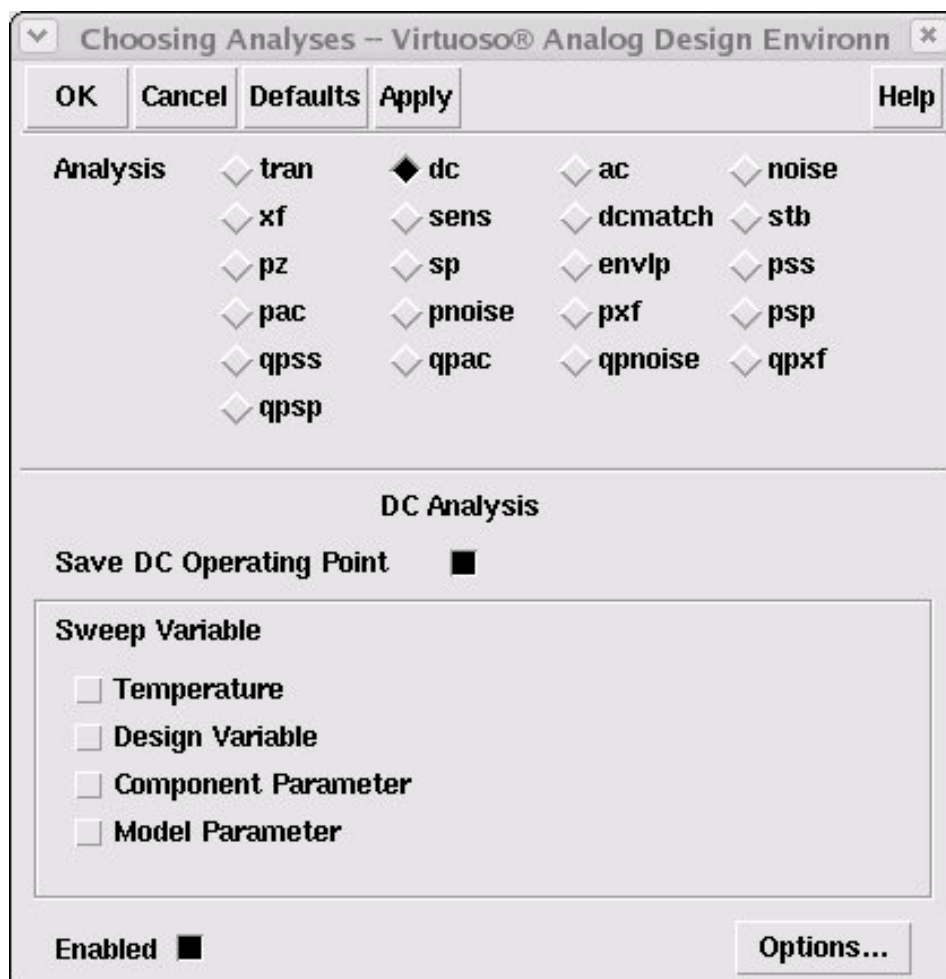 Choosing Analyses -- Virtuoso® Analog Design Environn
OK Cancel Defaults Apply Help
Analysis tran dc ac noise
xf sens dcmatch stb
pz sp envlp pss
pac pnoise pxf psp
qpss qpac qpnoise qpxf
qpsp
DC Analysis
Save DC Operating Point
Sweep Variable
Temperature
Design Variable
Component Parameter
Model Parameter
Enabled Options...